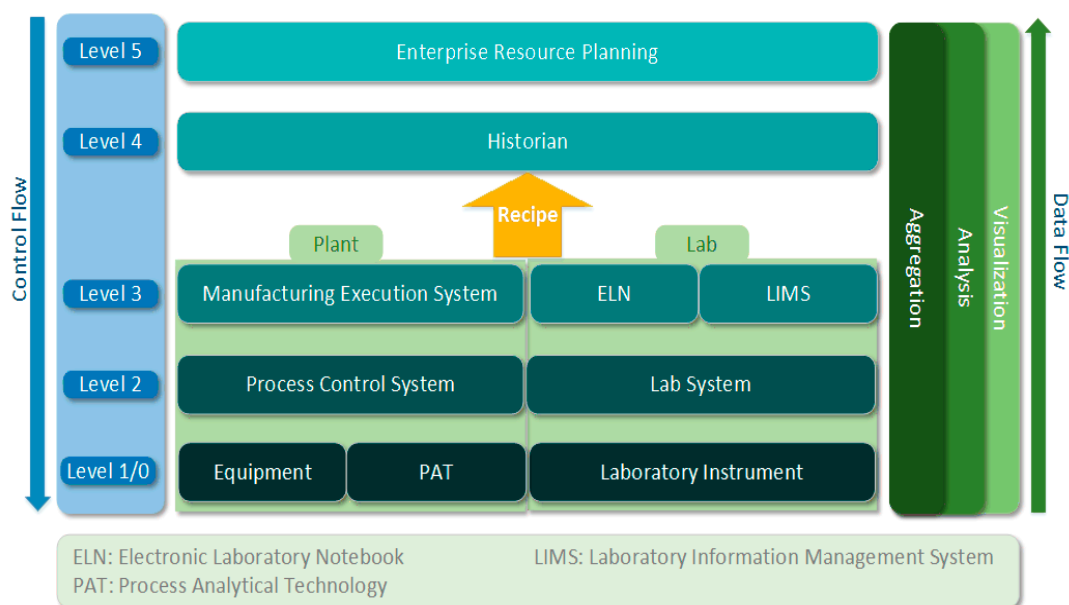 Level 5
Enterprise Resource Planning
Level 4
Historian
Control Flow
Recipe
Plant
Lab
Level 3
Manufacturing Execution System
ELN
LIMS
Level 2
Process Control System
Lab System
Level 1/0
Equipment
PAT
Laboratory Instrument
Aggregation
Analysis
Visualization
Data Flow
ELN: Electronic Laboratory Notebook
LIMS: Laboratory Information Management System
PAT: Process Analytical Technology